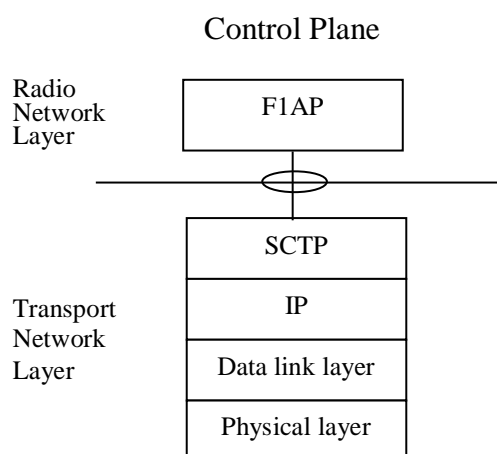 Control Plane
Radio
Network
Layer
F1AP
SCTP
Transport
Network
Layer
IP
Data link layer
Physical layer